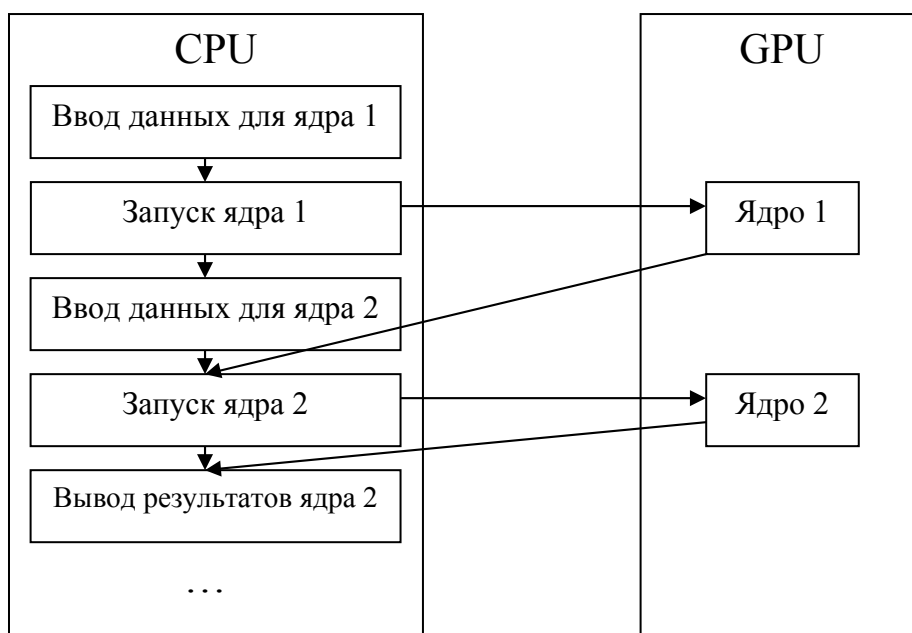 CPU
GPU
Ввод данных для ядра 1
Запуск ядра 1
Ядро 1
Ввод данных для ядра 2
Запуск ядра 2
Ядро 2
Вывод результатов ядра 2
...